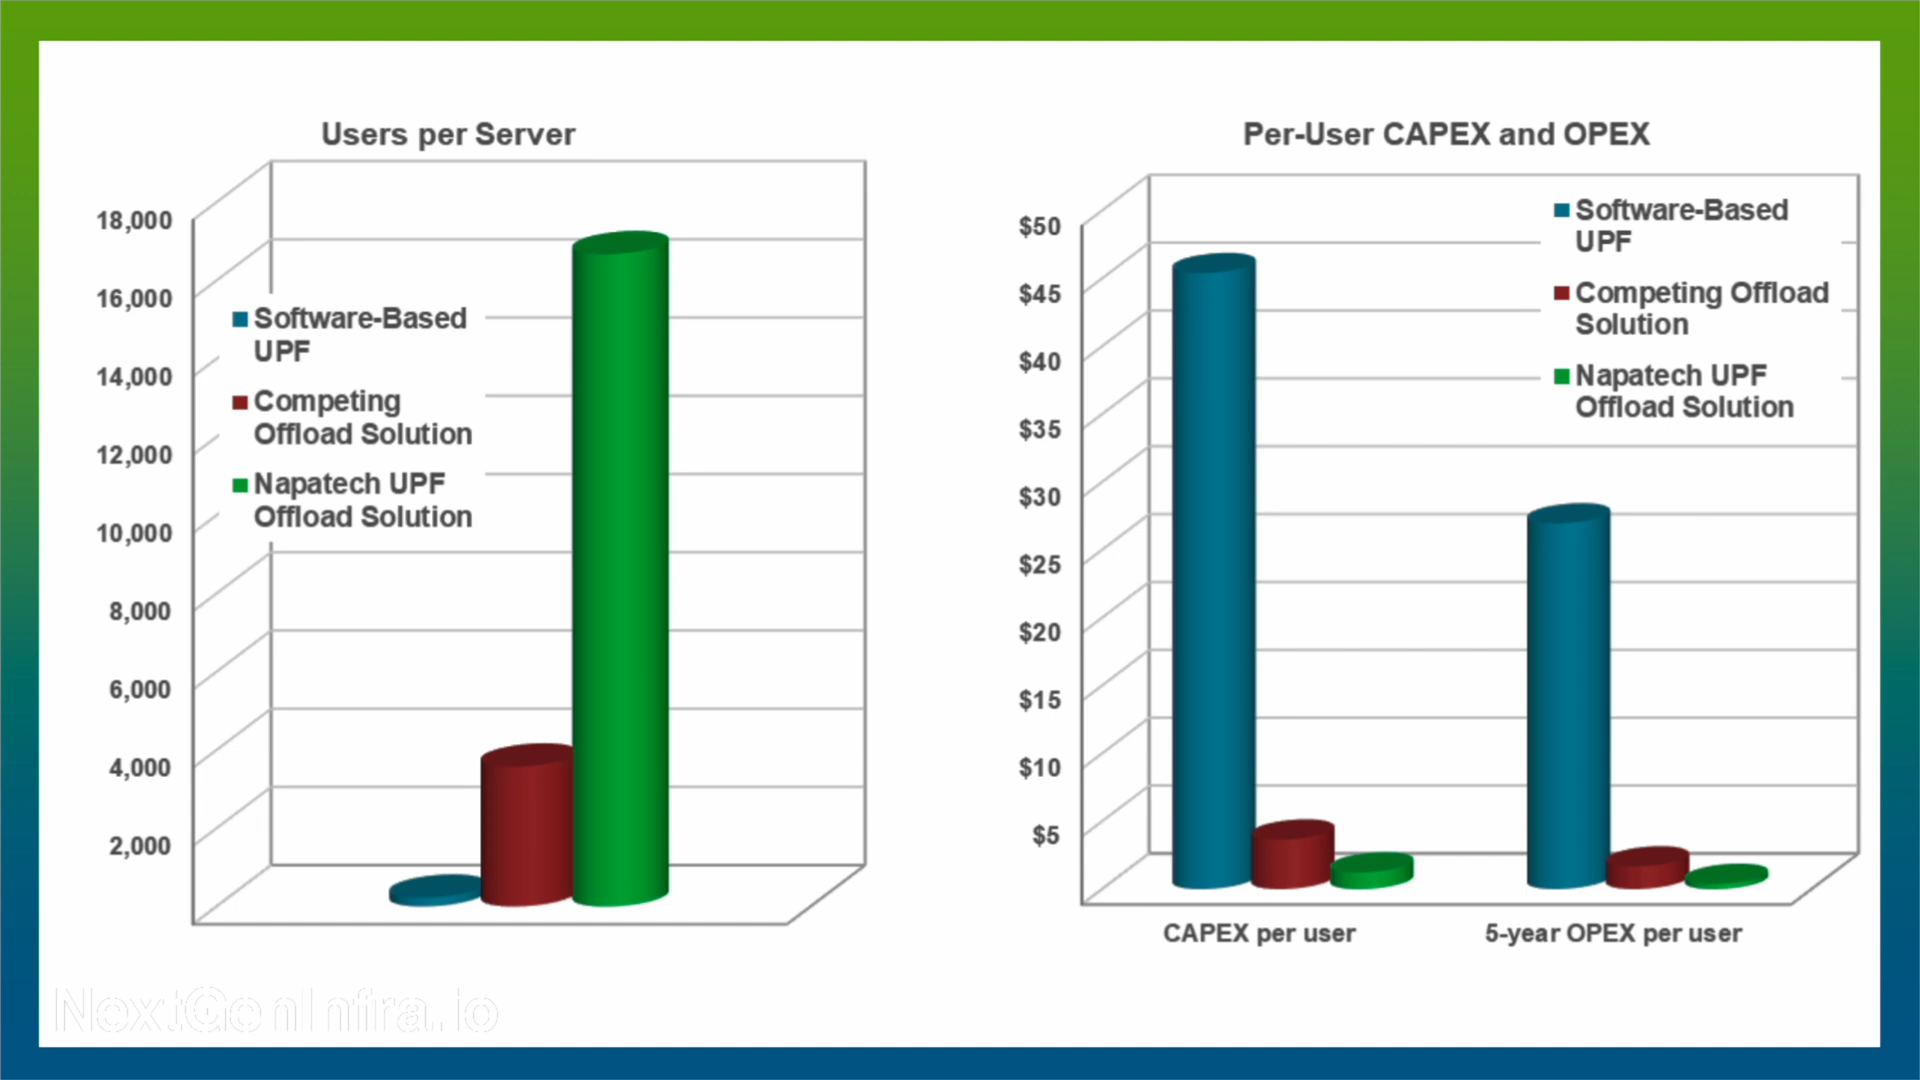 Users per Server
18,000
16,000
14,000
12,000
10,000
8,000
6,000
4,000
2,000
Software-Based
UPF
Competing
Offload Solution
Napatech UPF
Offload Solution
Per-User CAPEX and OPEX
$50
$45
$40
$35
$30
$25
$20
$15
$10
$5
Software-Based
UPF
Competing Offload
Solution
Napatech UPF
Offload Solution
CAPEX per user
5-year OPEX per user
NextGenInfra.io